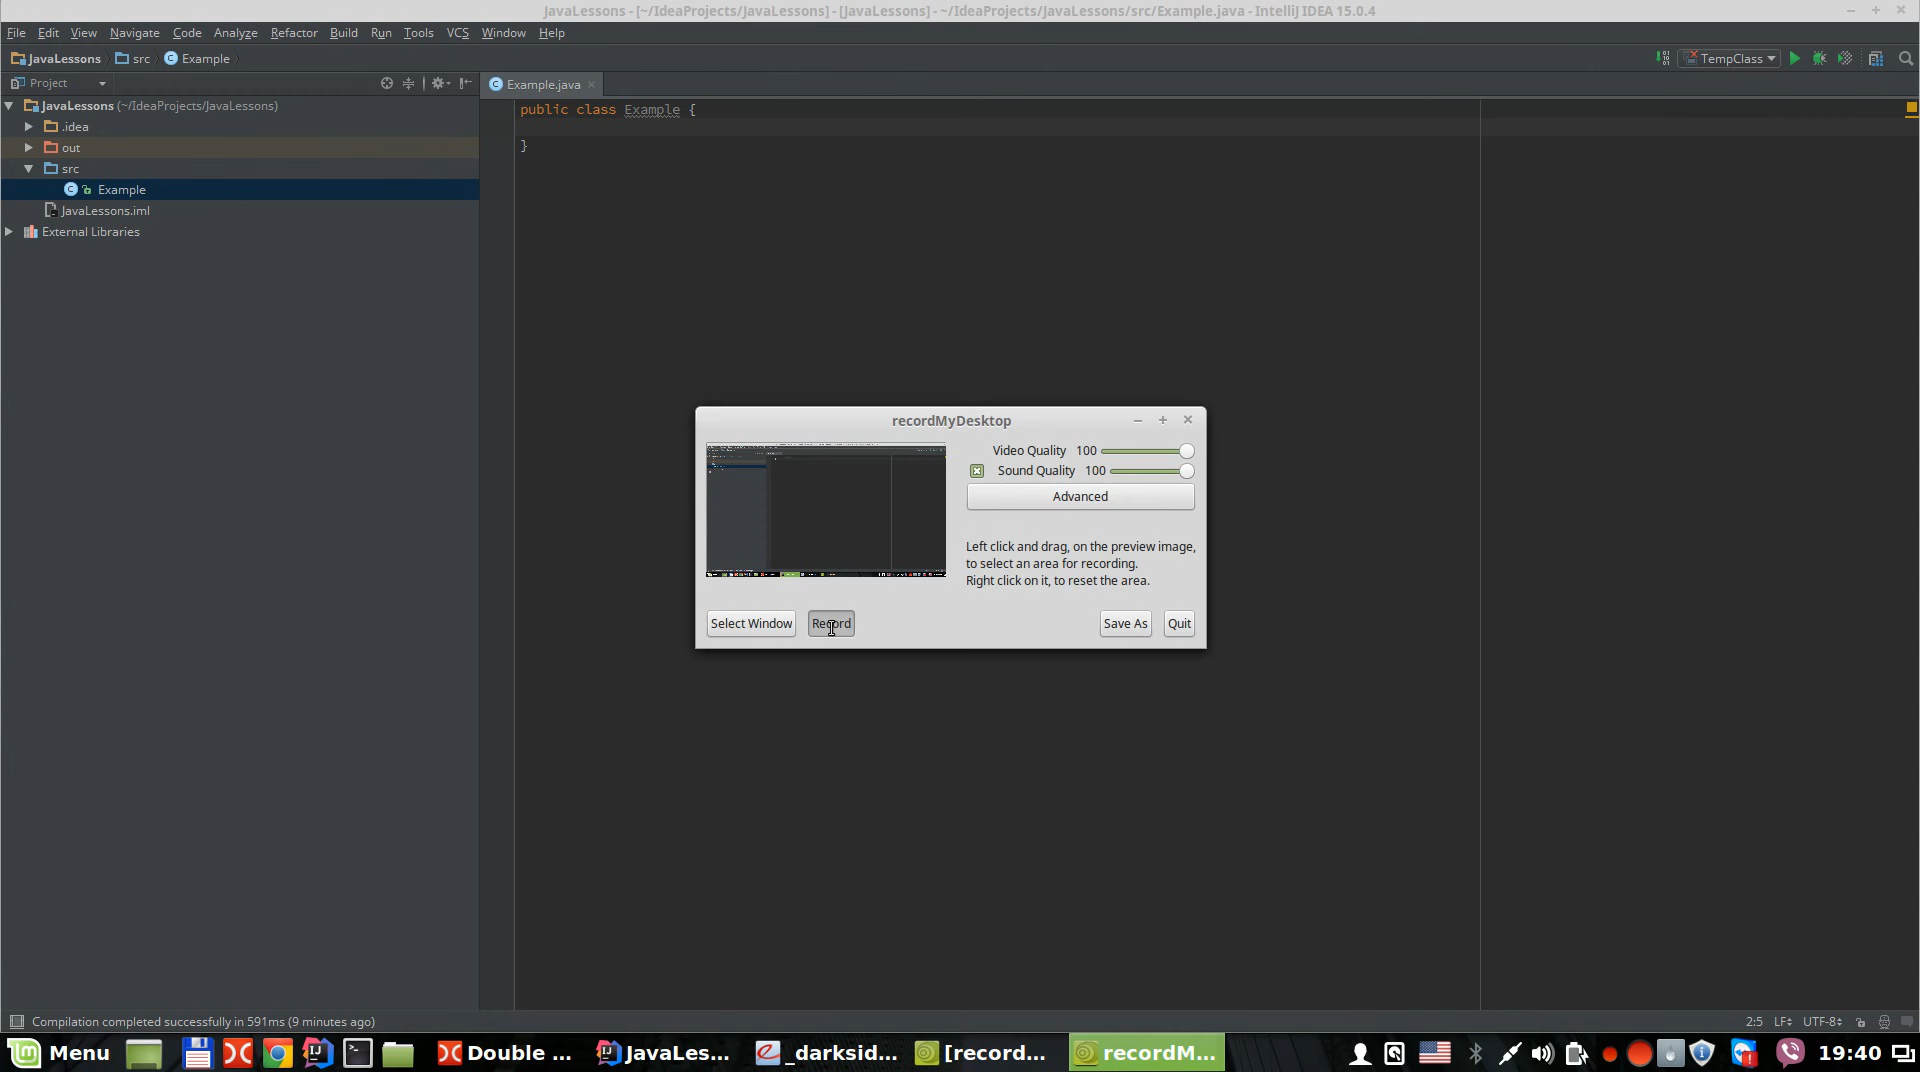 JavaLessons - [~/IdeaProjects/JavaLessons] - [JavaLessons] - ~/IdeaProjects/JavaLessons/src/Example.java - IntelliJ IDEA 15.0.4
File Edit View Navigate Code Analyze Refactor Build Run Tools VCS Window Help
JavaLessons src Example TempClass
Project Example.java
JavaLessons (~/IdeaProjects/JavaLessons)
.idea
out
src
Example
JavaLessons.iml
External Libraries
public class Example {
}
recordMyDesktop
Video Quality 100
Sound Quality 100
Advanced
Left click and drag, on the preview image,
to select an area for recording.
Right click on it, to reset the area.
Select Window Record Save As Quit
Compilation completed successfully in 591ms (9 minutes ago) 2:5 LF UTF-8
Menu Double ... JavaLes... _darksid... [record... recordM... 19:40